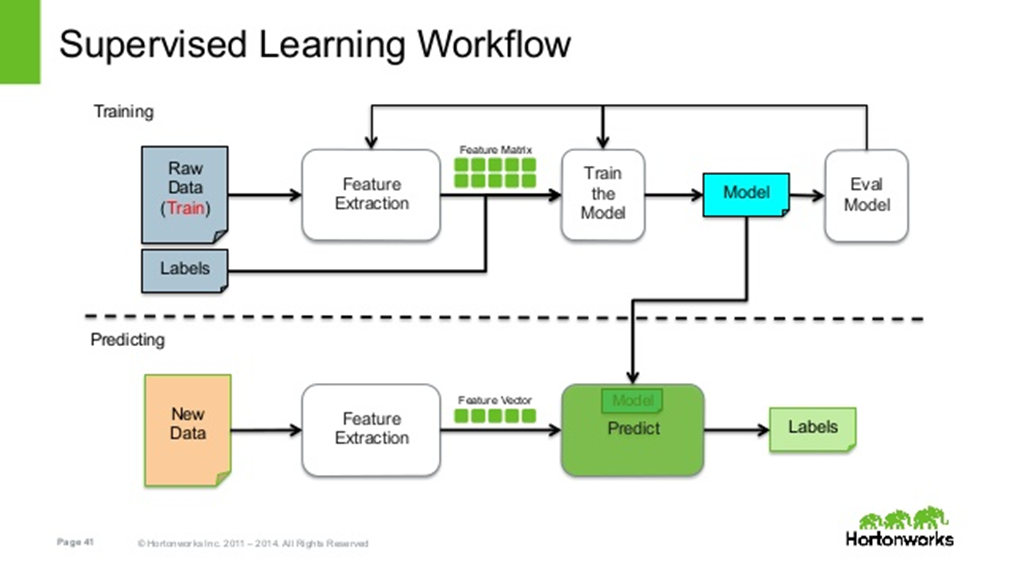 Supervised Learning Workflow
Training
Raw
Data
(Train)
Labels
Feature
Extraction
Feature Matrix
Train
the
Model
Model
Eval
Model
Predicting
New
Data
Feature
Extraction
Feature Vector
Model
Predict
Labels
Page 41
© Hortonworks Inc. 2011 – 2014. All Rights Reserved
Hortonworks